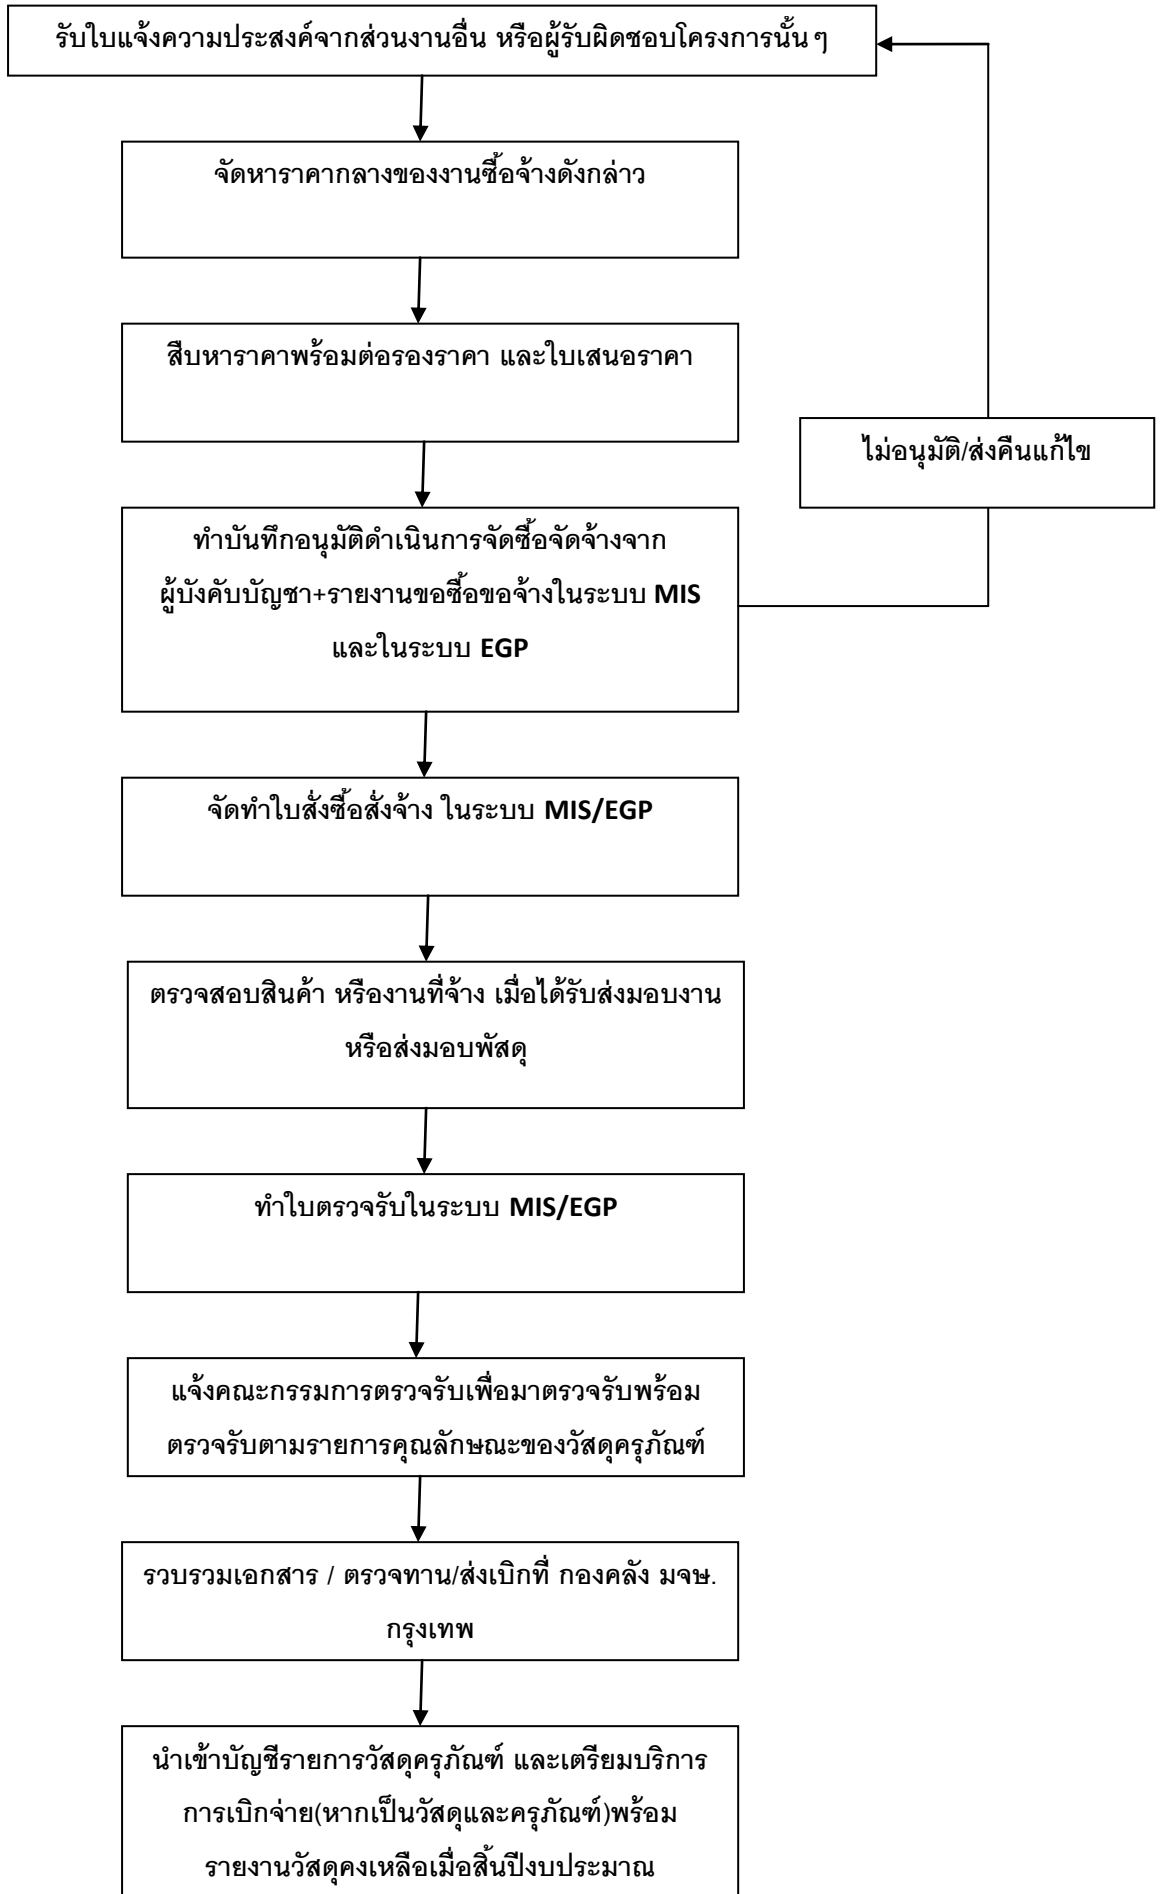 รับใบแจ้งความประสงค์จากส่วนงานอื่น หรือผู้รับผิดชอบโครงการนั้น ๆ
จัดหาราคากลางของงานซื้อจ้างดังกล่าว
สืบหาราคาพร้อมต่อรองราคา และใบเสนอราคา
ไม่อนุมัติ/ส่งคืนแก้ไข
ทำบันทึกอนุมัติดำเนินการจัดซื้อจัดจ้างจาก
ผู้บังคับบัญชา+รายงานขอซื้อขอจ้างในระบบ MIS
และในระบบ EGP
จัดทำใบสั่งซื้อสั่งจ้าง ในระบบ MIS/EGP
ตรวจสอบสินค้า หรืองานที่จ้าง เมื่อได้รับส่งมอบงาน
หรือส่งมอบพัสดุ
ทำใบตรวจรับในระบบ MIS/EGP
แจ้งคณะกรรมการตรวจรับเพื่อมาตรวจรับพร้อม
ตรวจรับตามรายการคุณลักษณะของวัสดุครุภัณฑ์
รวบรวมเอกสาร / ตรวจทาน/ส่งเบิกที่ กองคลัง มจษ.
กรุงเทพ
นำเข้าบัญชีรายการวัสดุครุภัณฑ์ และเตรียมบริการ
การเบิกจ่าย(หากเป็นวัสดุและครุภัณฑ์)พร้อม
รายงานวัสดุคงเหลือเมื่อสิ้นปีงบประมาณ